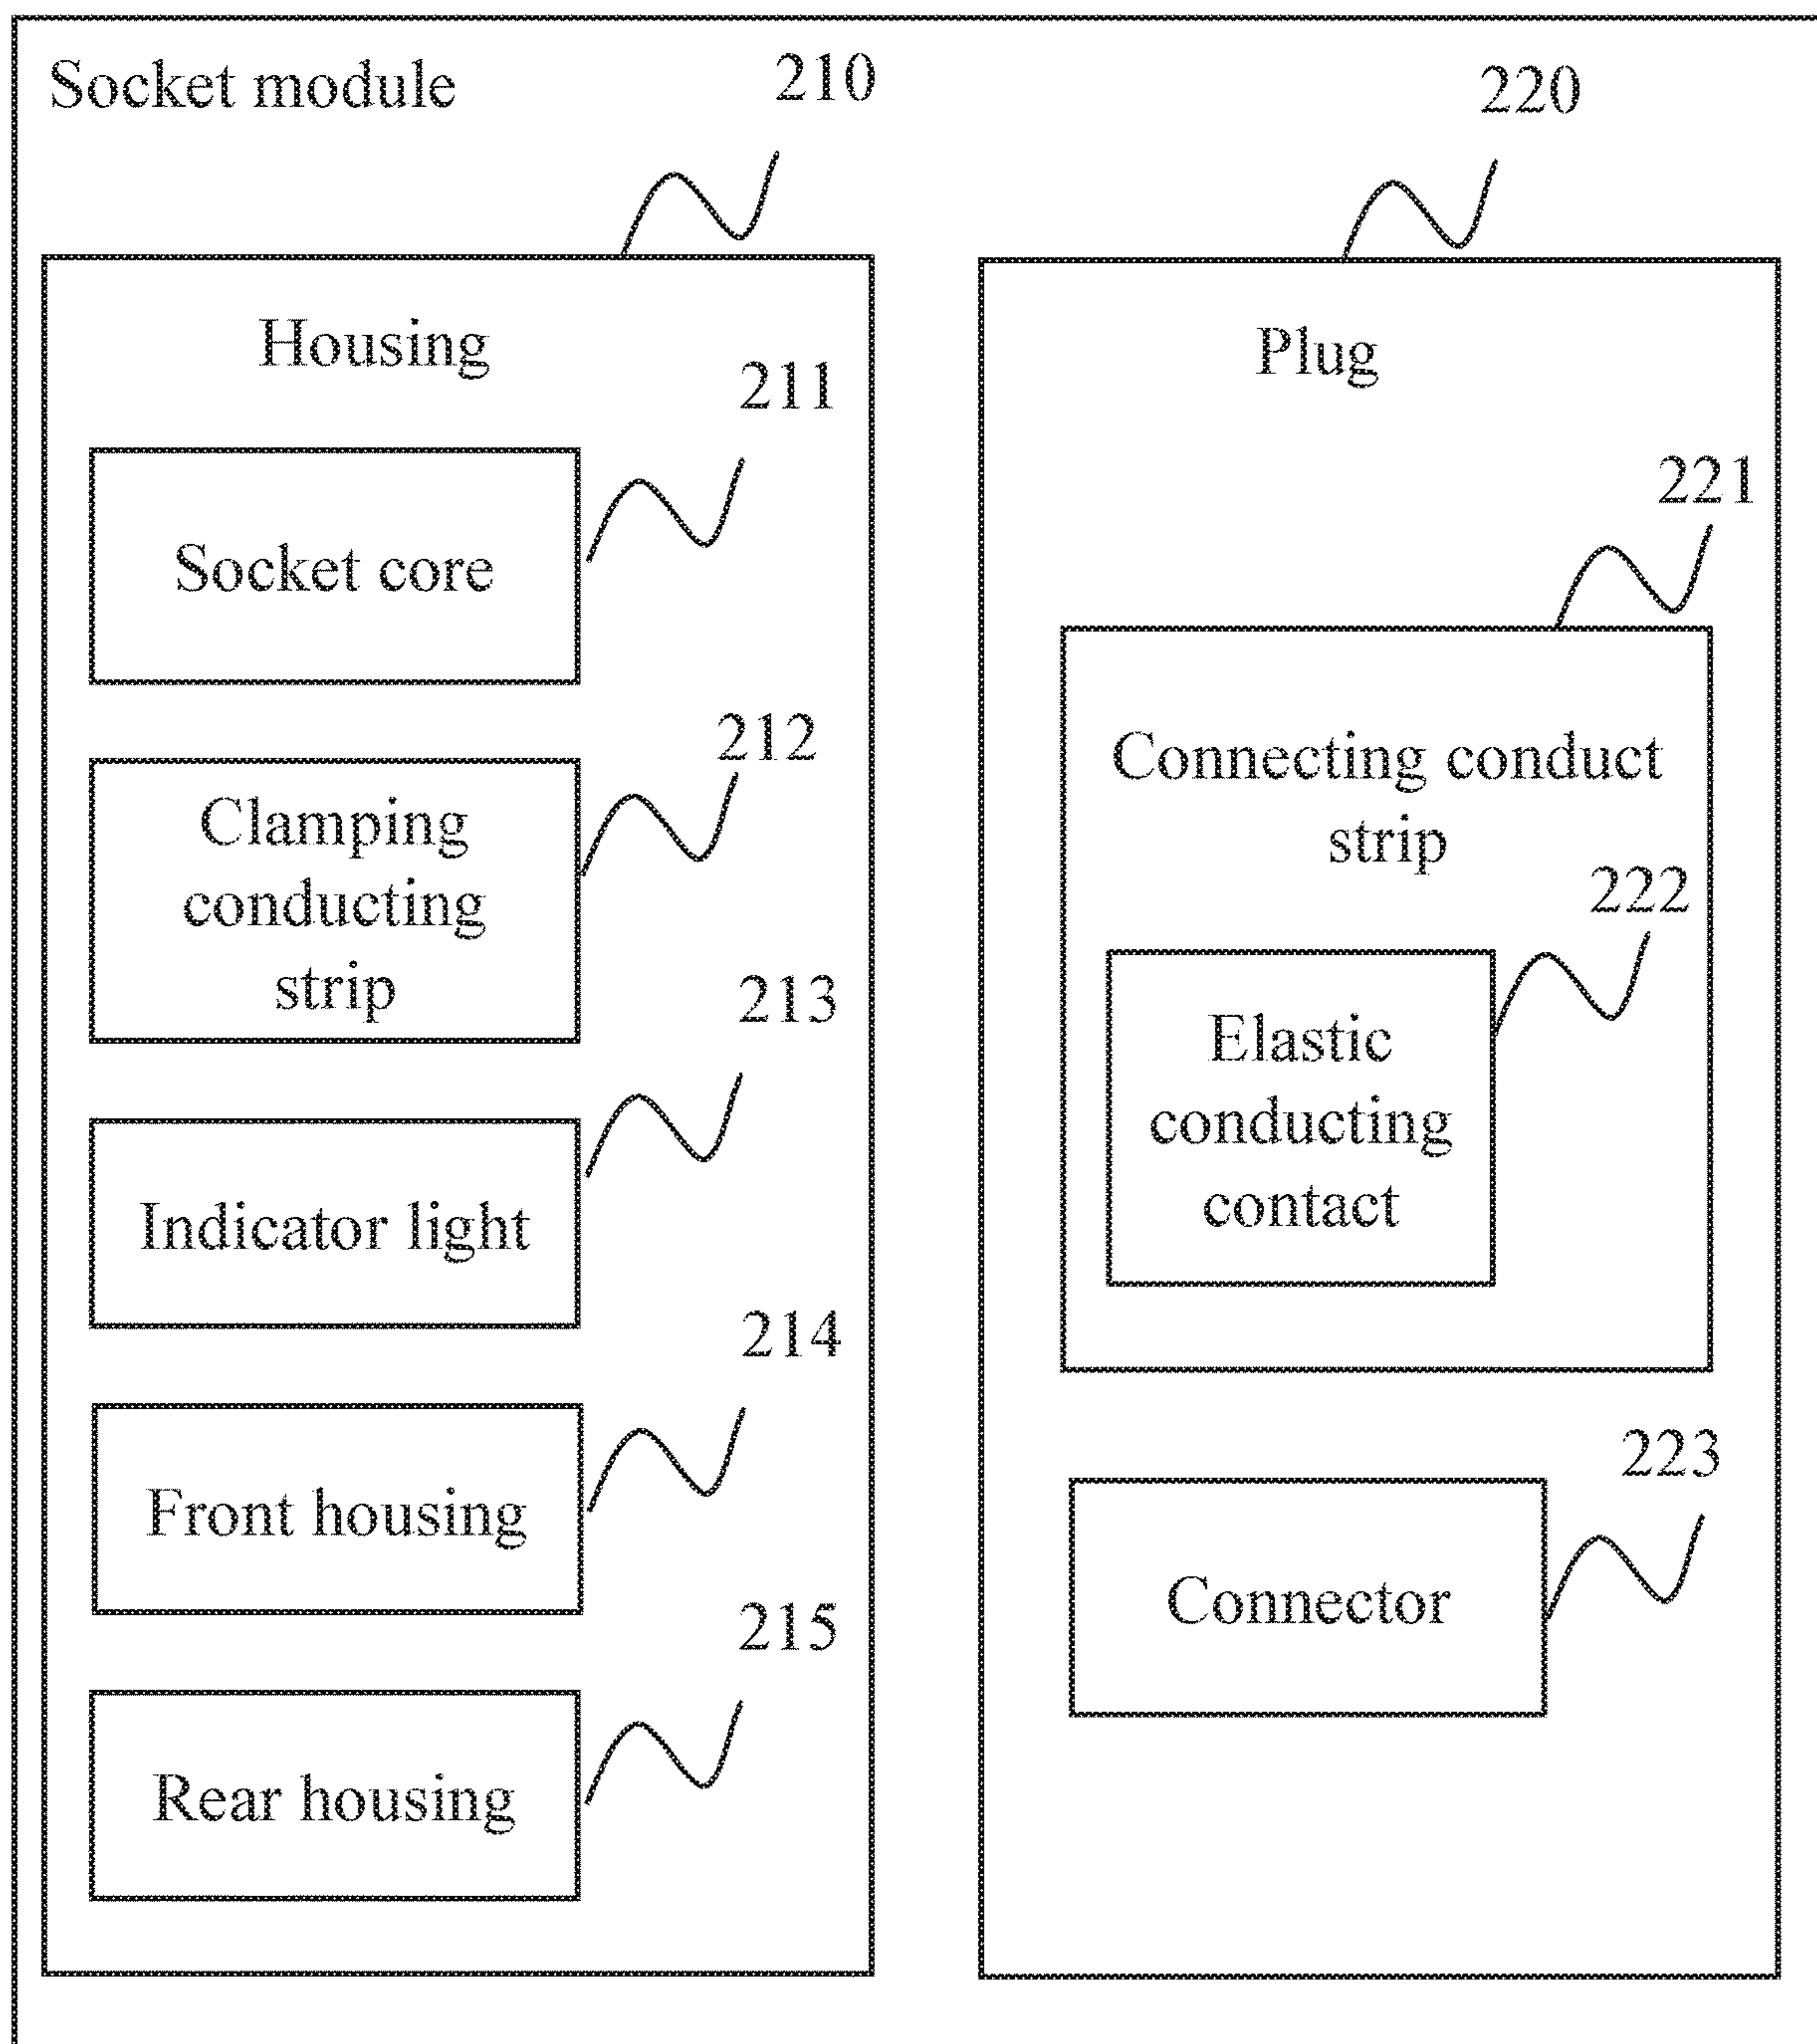 Socket module
210
220
Housing
211
Socket core
212
Clamping
conducting
strip
213
Indicator light
214
Front housing
215
Rear housing
Plug
221
Connecting conduct
strip
222
Elastic
conducting
contact
223
Connector